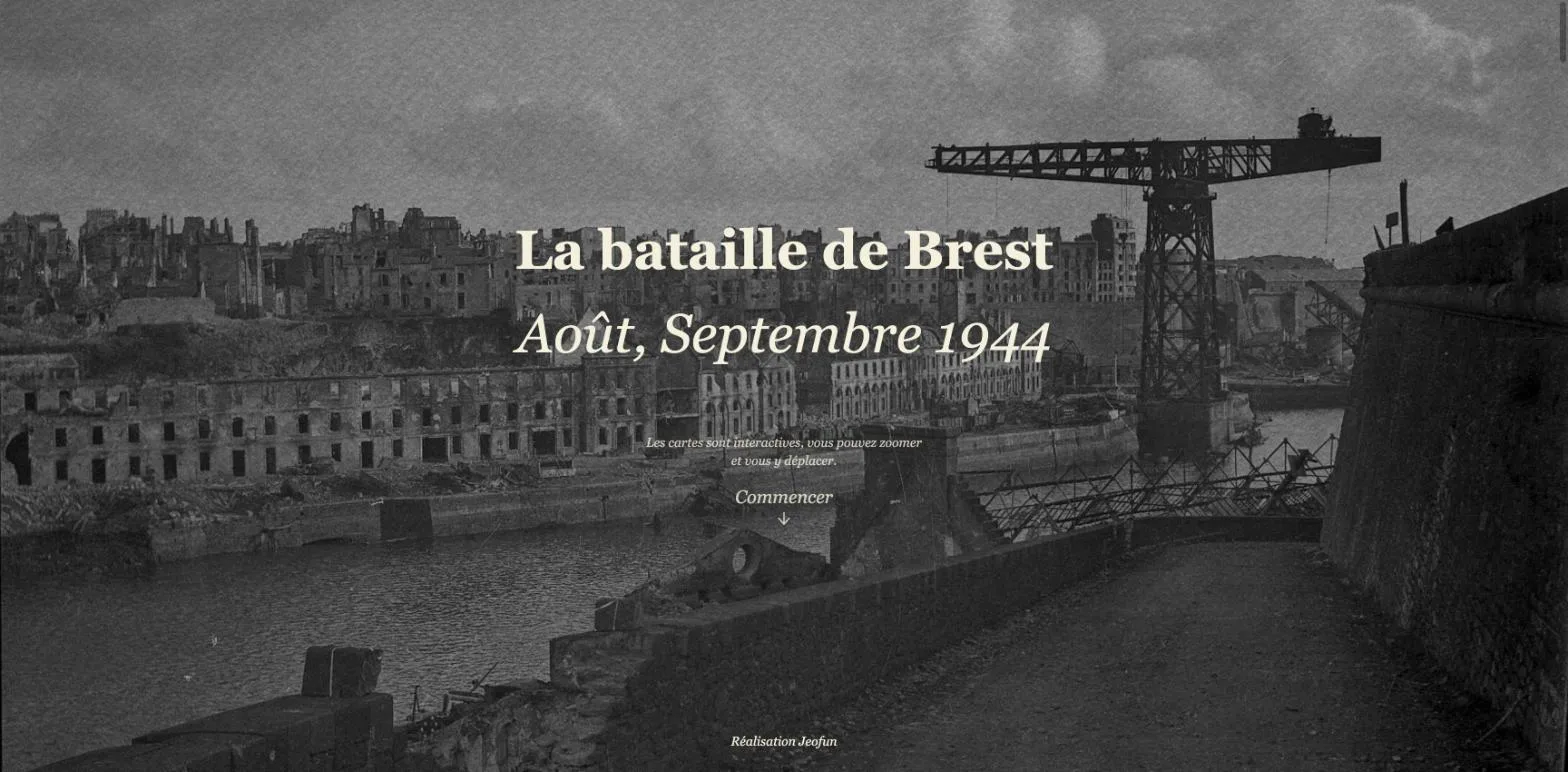 La bataille de Brest
Août, Septembre 1944
Les cartes sont interactives, vous pouvez zoomer
et vous y déplacer.
Commencer
Réalisation Jeofun